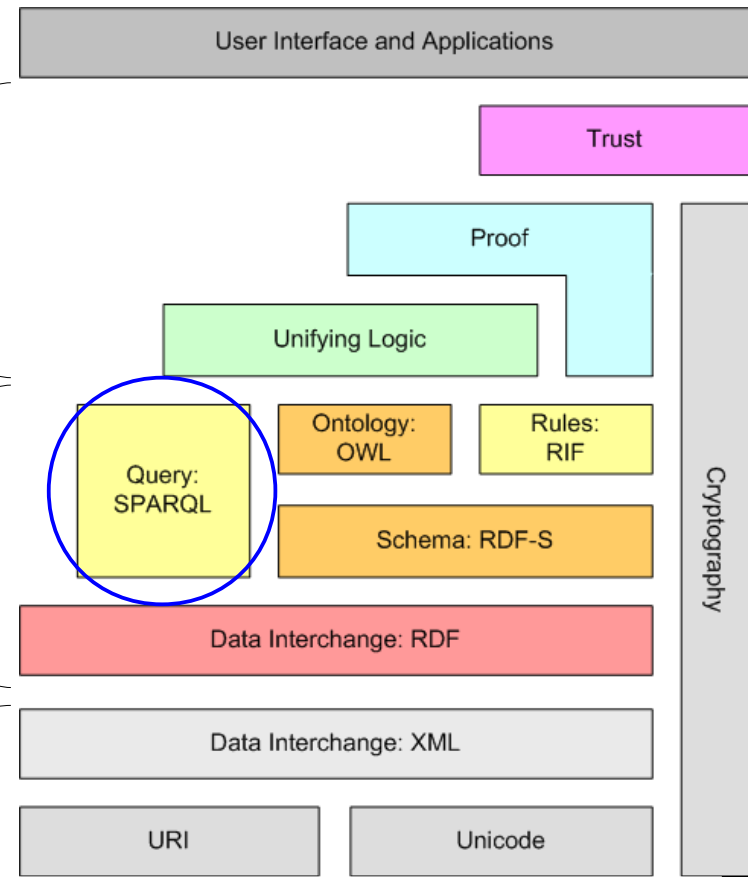 User Interface and Applications
Trust
Proof
Unifying Logic
Query:
SPARQL
Ontology:
OWL
Rules:
RIF
Schema: RDF-S
Cryptography
Data Interchange: RDF
Data Interchange: XML
URI
Unicode